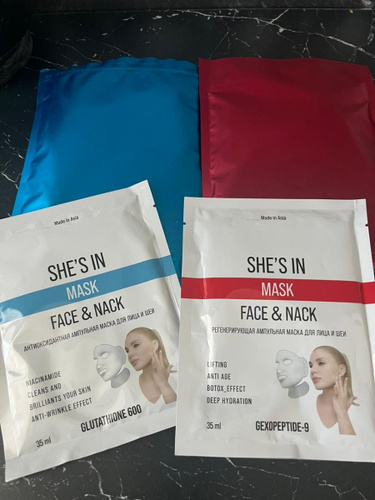 Made in Asia
SHE'S IN
MASK
FACE & NACK
АНТИОКСИДАНТНАЯ АМПУЛЬНАЯ МАСКА ДЛЯ ЛИЦА И ШЕИ
NIACINAMIDE
CLEANS AND
BRILLIANTS YOUR SKIN
ANTI-WRINKLE EFFECT
35 ml
GLUTATHIONE 600
Made in Asia
SHE'S IN
MASK
FACE & NACK
РЕГЕНЕРИРУЮЩАЯ АМПУЛЬНАЯ МАСКА ДЛЯ ЛИЦА И ШЕИ
LIFTING
ANTI AGE
BOTOX_EFFECT
DEEP HYDRATION
35 ml
GEXOPEPTIDE-9